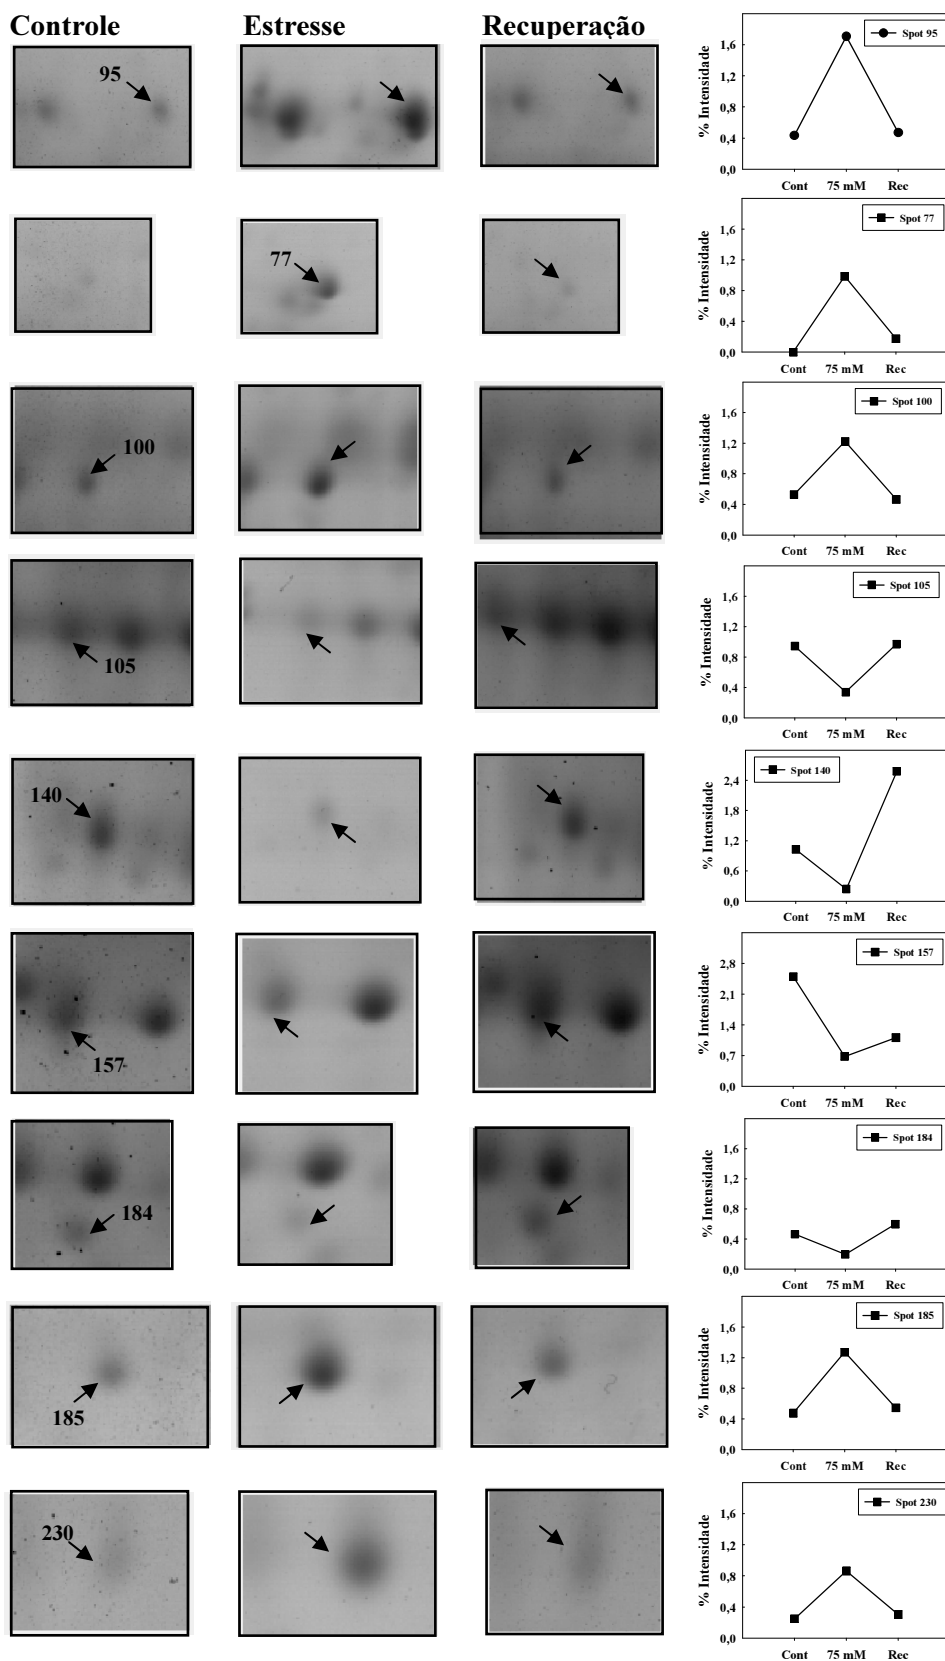 Controle Estresse Recuperação
95
% Intensidade
1,6
1,2
0,8
0,4
0,0
Spot 95
Cont 75 mM Rec
77
% Intensidade
1,6
1,2
0,8
0,4
0,0
Spot 77
Cont 75 mM Rec
100
% Intensidade
1,6
1,2
0,8
0,4
0,0
Spot 100
Cont 75 mM Rec
105
% Intensidade
1,6
1,2
0,8
0,4
0,0
Spot 105
Cont 75 mM Rec
140
% Intensidade
2,4
1,8
1,2
0,6
0,0
Spot 140
Cont 75 mM Rec
157
% Intensidade
2,8
2,1
1,4
0,7
0,0
Spot 157
Cont 75 mM Rec
184
% Intensidade
1,6
1,2
0,8
0,4
0,0
Spot 184
Cont 75 mM Rec
185
% Intensidade
1,6
1,2
0,8
0,4
0,0
Spot 185
Cont 75 mM Rec
230
% Intensidade
1,6
1,2
0,8
0,4
0,0
Spot 230
Cont 75 mM Rec